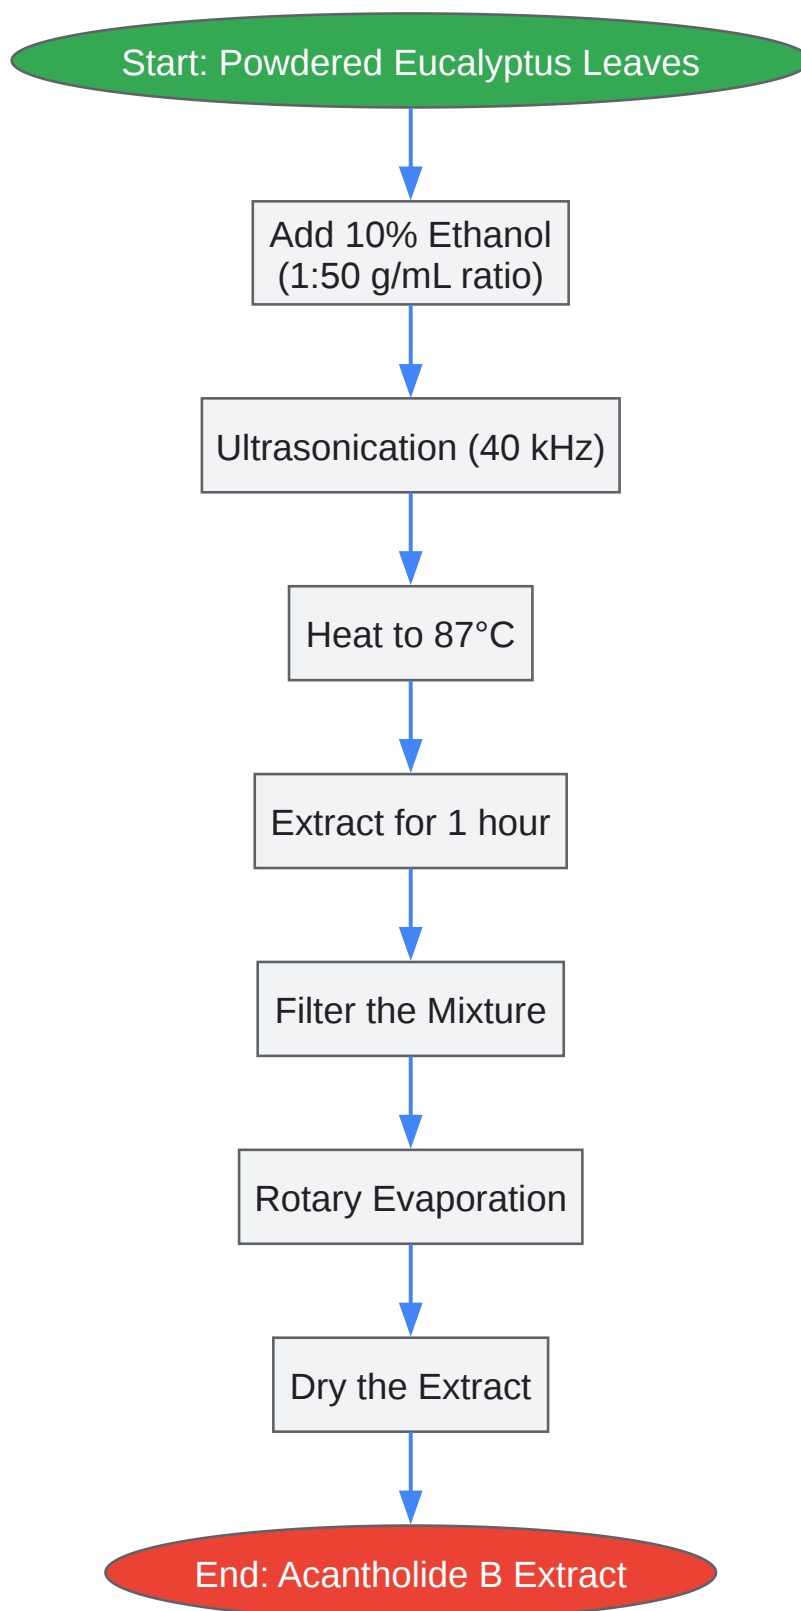 Start: Powdered Eucalyptus Leaves
Add 10% Ethanol
(1:50 g/mL ratio)
Ultrasonication (40 kHz)
Heat to 87°C
Extract for 1 hour
Filter the Mixture
Rotary Evaporation
Dry the Extract
End: Acantholide B Extract